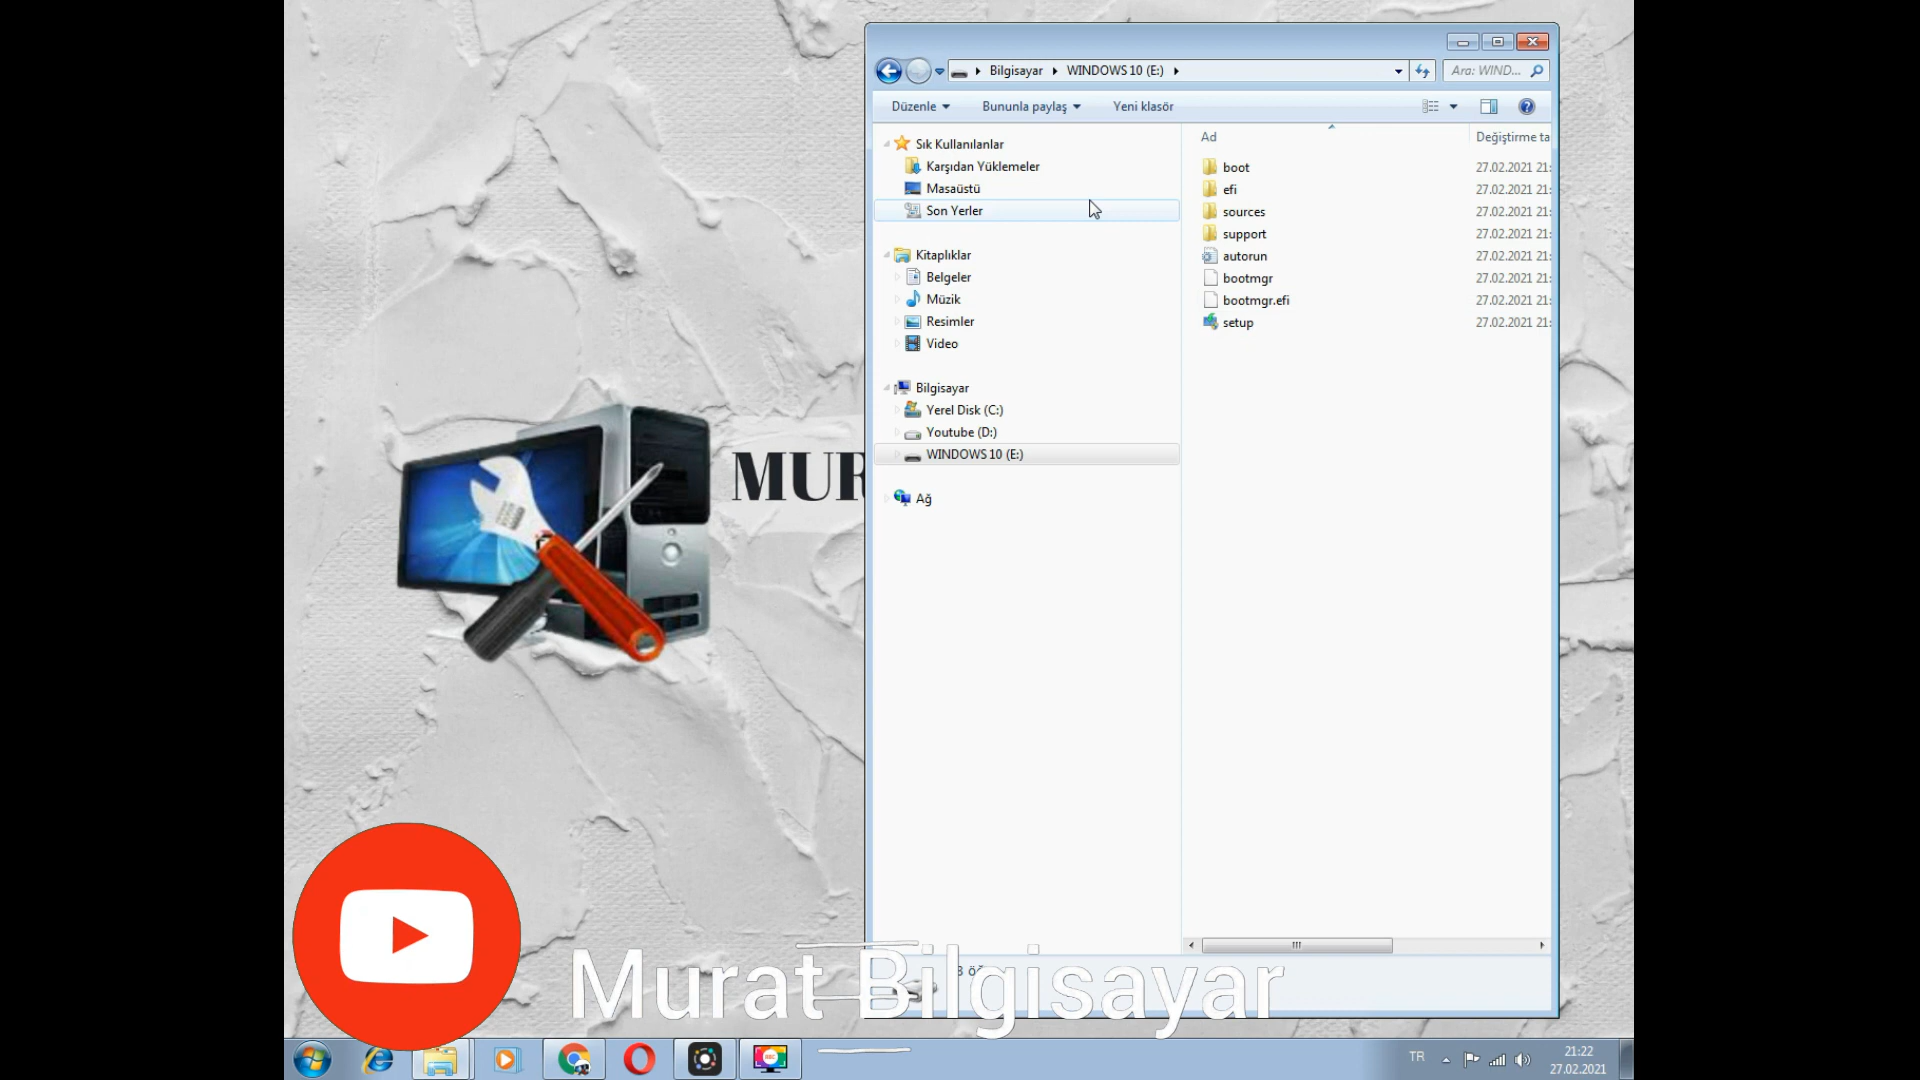 Bilgisayar
WINDOWS 10 (E:)
Ara: WIND...
Düzenle
Bununla paylaş
Yeni klasör
Sık Kullanılanlar
Karşıdan Yüklemeler
Masaüstü
Son Yerler
Kitaplıklar
Belgeler
Müzik
Resimler
Video
Bilgisayar
Yerel Disk (C:)
Youtube (D:)
WINDOWS 10 (E:)
Ağ
Ad
Değiştirme ta
boot
27.02.2021 21:
efi
27.02.2021 21:
sources
27.02.2021 21:
support
27.02.2021 21:
autorun
27.02.2021 21:
bootmgr
27.02.2021 21:
bootmgr.efi
27.02.2021 21:
setup
27.02.2021 21:
MUR
Murat Bilgisayar
TR
21:22
27.02.2021